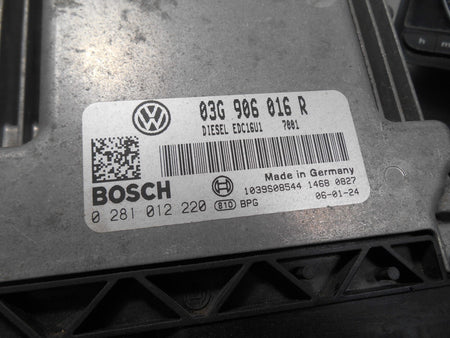 03G 906 016 R
DIESEL EDC16U1 7001
Made in Germany
BOSCH
1039S08544 1468 0827
0 281 012 220 810 BPG
06-01-24
h m